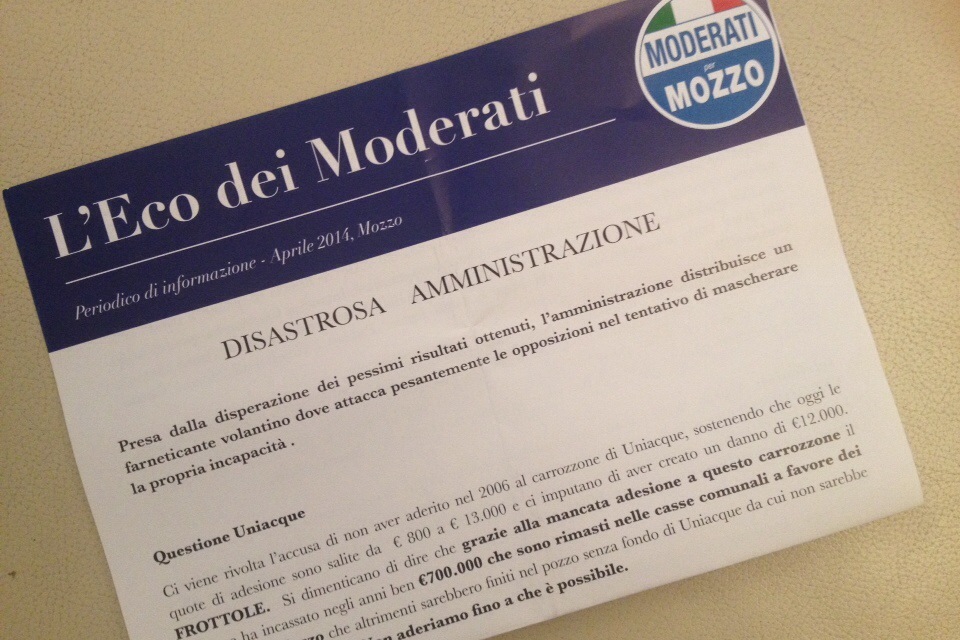 MODERATI
per
MOZZO
L'Eco dei Moderati
Periodico di informazione - Aprile 2014, Mozzo
DISASTROSA AMMINISTRAZIONE
Presa dalla disperazione dei pessimi risultati ottenuti, l'amministrazione distribuisce un
farneticante volantino dove attacca pesantemente le opposizioni nel tentativo di mascherare
la propria incapacità .
Questione Uniacque
Ci viene rivolta l'accusa di non aver aderito nel 2006 al carrozzone di Uniacque, sostenendo che oggi le
quote di adesione sono salite da € 800 a € 13.000 e ci imputano di aver creato un danno di €12.000.
FROTTOLE. Si dimenticano di dire che grazie alla mancata adesione a questo carrozzone il
ha incassato negli anni ben €700.000 che sono rimasti nelle casse comunali a favore dei
che altrimenti sarebbero finiti nel pozzo senza fondo di Uniacque da cui non sarebbe
aderiamo fino a che è possibile.